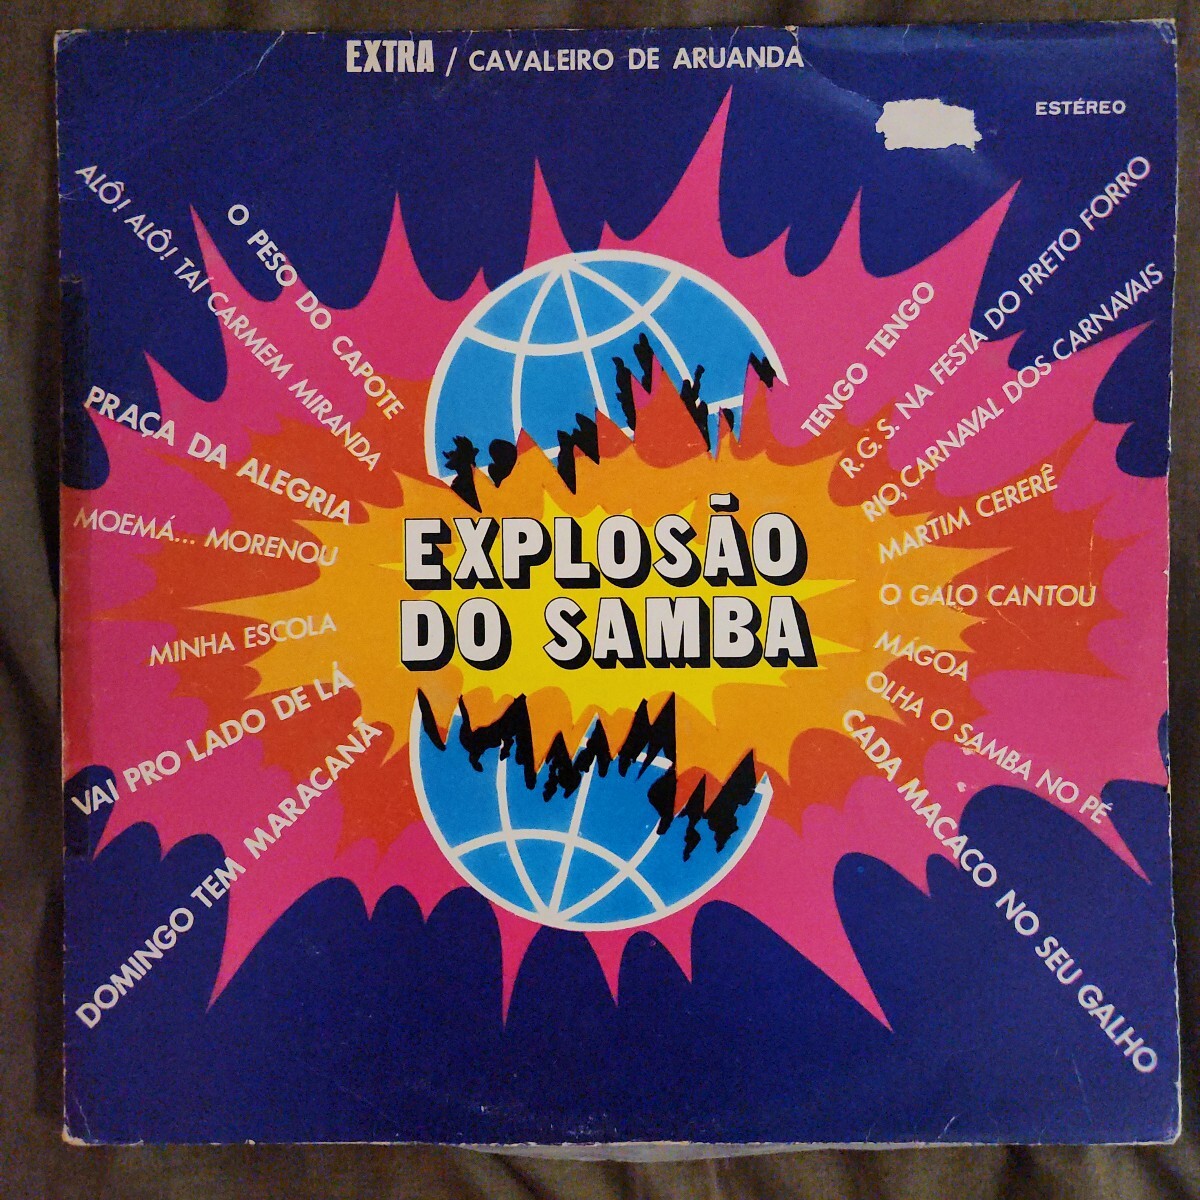 EXTRA / CAVALEIRO DE ARUANDA
ESTÉREO
O PESO DO CAPOTE
ALÔ! ALÔ! TAÍ CARMEM MIRANDA
PRAÇA DA ALEGRIA
MOEMÁ... MORENOU
MINHA ESCOLA
VAI PRO LADO DE LÁ
DOMINGO TEM MARACANÃ
EXPLOSÃO
DO SAMBA
TENGO TENGO
R.G.S. NA FESTA DO PRETO FORRO
RIO, CARNAVAL DOS CARNAVAIS
MARTIM CERERÊ
O GALO CANTOU
MÁGOA
OLHA O SAMBA NO PÉ
CADA MACACO NO SEU GALHO